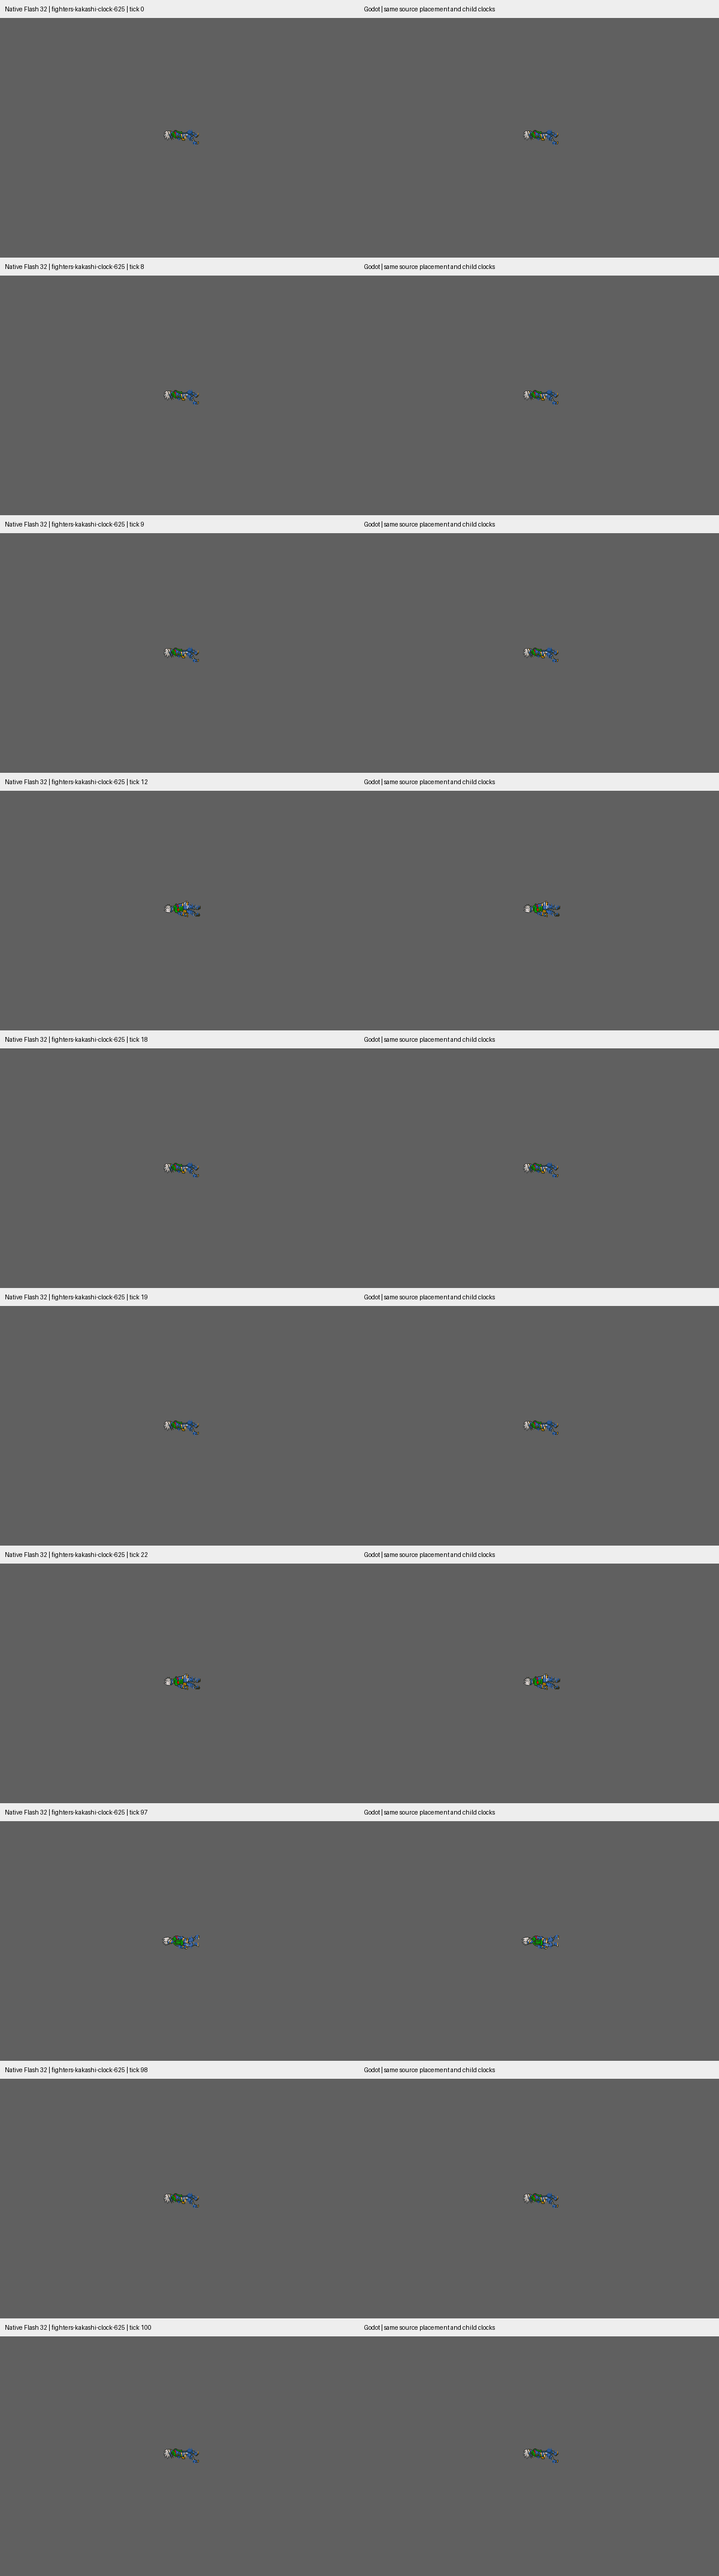 Native Flash 32 | fighters-kakashi-clock-625 | tick 0
Godot | same source placement and child clocks
Native Flash 32 | fighters-kakashi-clock-625 | tick 8
Godot | same source placement and child clocks
Native Flash 32 | fighters-kakashi-clock-625 | tick 9
Godot | same source placement and child clocks
Native Flash 32 | fighters-kakashi-clock-625 | tick 12
Godot | same source placement and child clocks
Native Flash 32 | fighters-kakashi-clock-625 | tick 18
Godot | same source placement and child clocks
Native Flash 32 | fighters-kakashi-clock-625 | tick 19
Godot | same source placement and child clocks
Native Flash 32 | fighters-kakashi-clock-625 | tick 22
Godot | same source placement and child clocks
Native Flash 32 | fighters-kakashi-clock-625 | tick 97
Godot | same source placement and child clocks
Native Flash 32 | fighters-kakashi-clock-625 | tick 98
Godot | same source placement and child clocks
Native Flash 32 | fighters-kakashi-clock-625 | tick 100
Godot | same source placement and child clocks